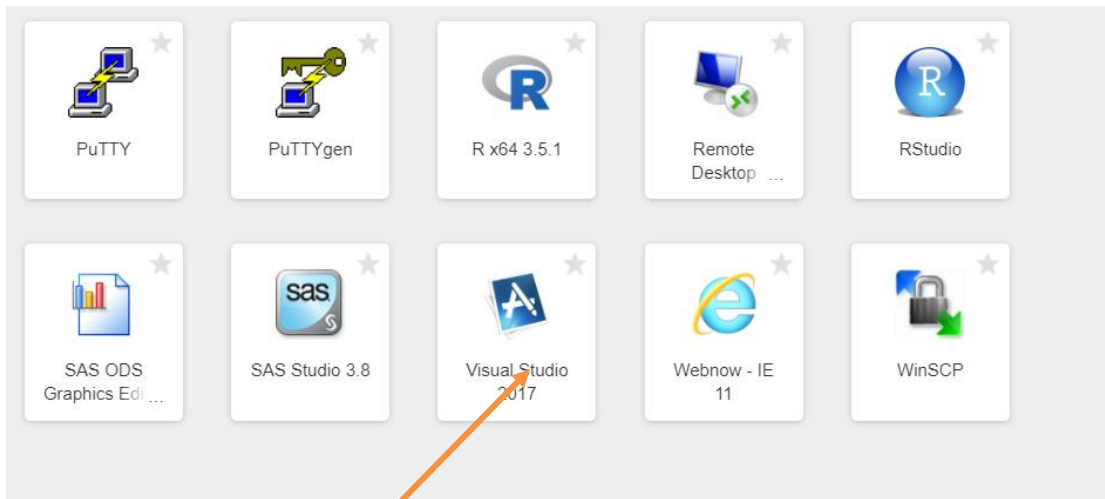 PuTTY
PuTTYgen
R
R x64 3.5.1
Remote
Desktop ...
R
RStudio
SAS ODS
Graphics Edi...
sas
S
SAS Studio 3.8
Visual Studio
2017
Webnow - IE
11
WinSCP